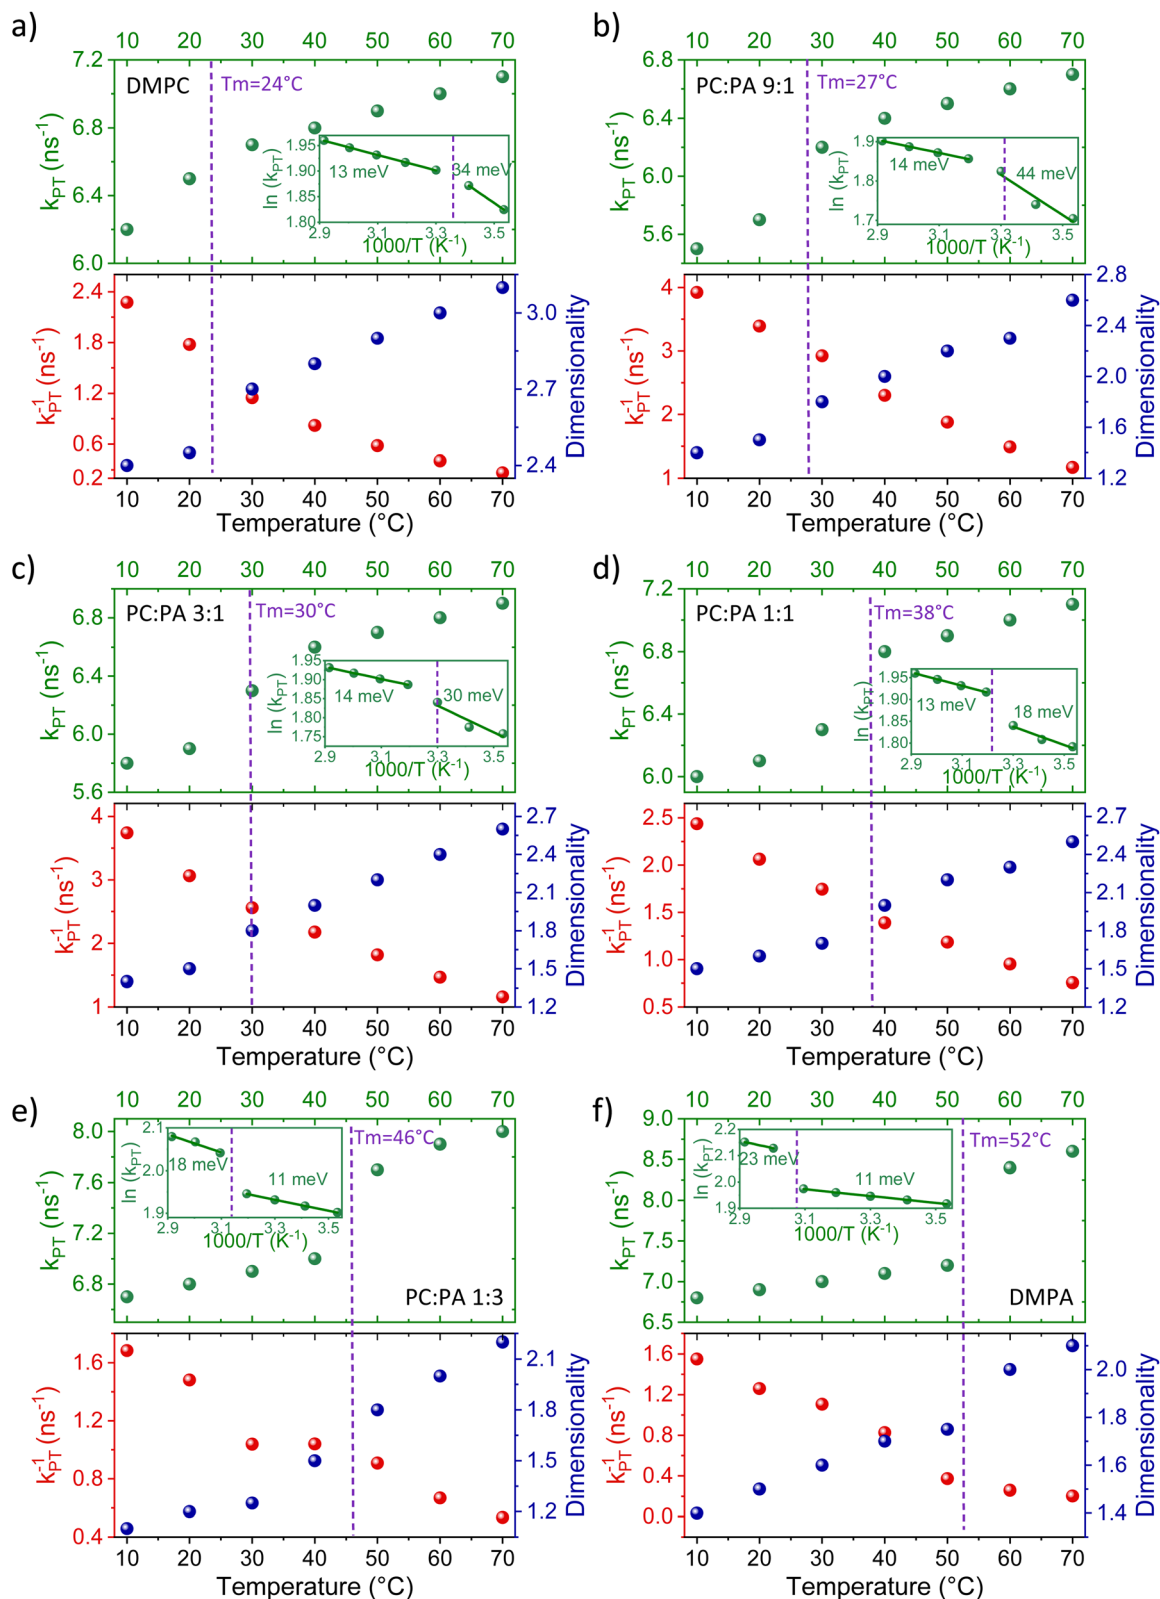 a)
10 20 30 40 50 60 70
7.2
6.8
6.4
6.0
k_PT (ns⁻¹)
DMPC
Tm=24°C
ln (k_PT)
1.95
1.90
1.85
1.80
13 meV
34 meV
2.9 3.1 3.3 3.5
1000/T (K⁻¹)
2.4
1.8
1.2
0.6
0.2
k⁻¹_PT (ns⁻¹)
3.0
2.7
2.4
Dimensionality
10 20 30 40 50 60 70
Temperature (°C)
b)
10 20 30 40 50 60 70
6.8
6.4
6.0
5.6
k_PT (ns⁻¹)
PC:PA 9:1
Tm=27°C
ln (k_PT)
1.9
1.8
1.7
14 meV
44 meV
2.9 3.1 3.3 3.5
1000/T (K⁻¹)
4
3
2
1
k⁻¹_PT (ns⁻¹)
2.8
2.4
2.0
1.6
1.2
Dimensionality
10 20 30 40 50 60 70
Temperature (°C)
c)
10 20 30 40 50 60 70
6.8
6.4
6.0
5.6
k_PT (ns⁻¹)
PC:PA 3:1
Tm=30°C
ln (k_PT)
1.95
1.90
1.85
1.80
1.75
14 meV
30 meV
2.9 3.1 3.3 3.5
1000/T (K⁻¹)
4
3
2
1
k⁻¹_PT (ns⁻¹)
2.7
2.4
2.1
1.8
1.5
1.2
Dimensionality
10 20 30 40 50 60 70
Temperature (°C)
d)
10 20 30 40 50 60 70
7.2
6.8
6.4
6.0
k_PT (ns⁻¹)
PC:PA 1:1
Tm=38°C
ln (k_PT)
1.95
1.90
1.85
1.80
13 meV
18 meV
2.9 3.1 3.3 3.5
1000/T (K⁻¹)
2.5
2.0
1.5
1.0
0.5
k⁻¹_PT (ns⁻¹)
2.7
2.4
2.1
1.8
1.5
1.2
Dimensionality
10 20 30 40 50 60 70
Temperature (°C)
e)
10 20 30 40 50 60 70
8.0
7.6
7.2
6.8
k_PT (ns⁻¹)
PC:PA 1:3
Tm=46°C
ln (k_PT)
2.1
2.0
1.9
18 meV
11 meV
2.9 3.1 3.3 3.5
1000/T (K⁻¹)
1.6
1.2
0.8
0.4
k⁻¹_PT (ns⁻¹)
2.1
1.8
1.5
1.2
Dimensionality
10 20 30 40 50 60 70
Temperature (°C)
f)
10 20 30 40 50 60 70
9.0
8.5
8.0
7.5
7.0
6.5
k_PT (ns⁻¹)
DMPA
Tm=52°C
ln (k_PT)
2.2
2.1
2.0
1.9
23 meV
11 meV
2.9 3.1 3.3 3.5
1000/T (K⁻¹)
1.6
1.2
0.8
0.4
0.0
k⁻¹_PT (ns⁻¹)
2.0
1.8
1.6
1.4
Dimensionality
10 20 30 40 50 60 70
Temperature (°C)